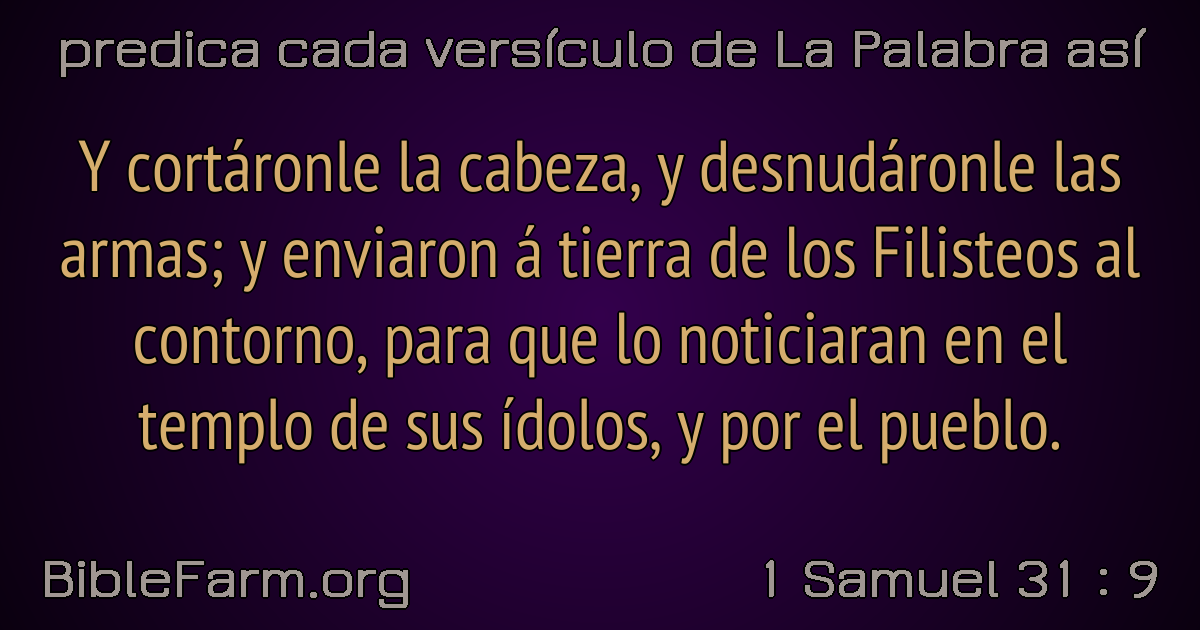 predica cada versículo de La Palabra así
Y cortáronle la cabeza, y desnudáronle las
armas; y enviaron á tierra de los Filisteos al
contorno, para que lo noticiaran en el
templo de sus ídolos, y por el pueblo.
BibleFarm.org
1 Samuel 31 : 9